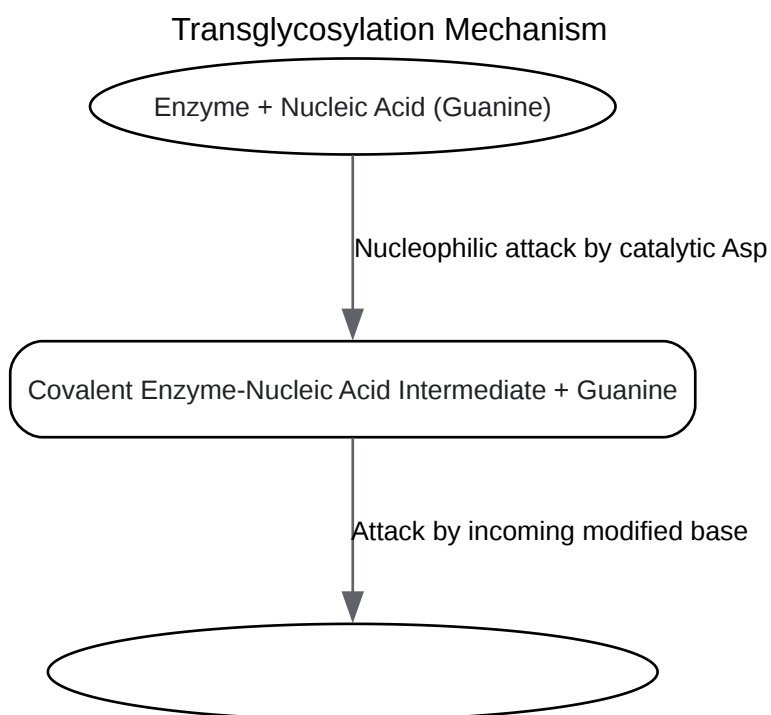 Transglycosylation Mechanism
Enzyme + Nucleic Acid (Guanine)
Nucleophilic attack by catalytic Asp
Covalent Enzyme-Nucleic Acid Intermediate + Guanine
Attack by incoming modified base